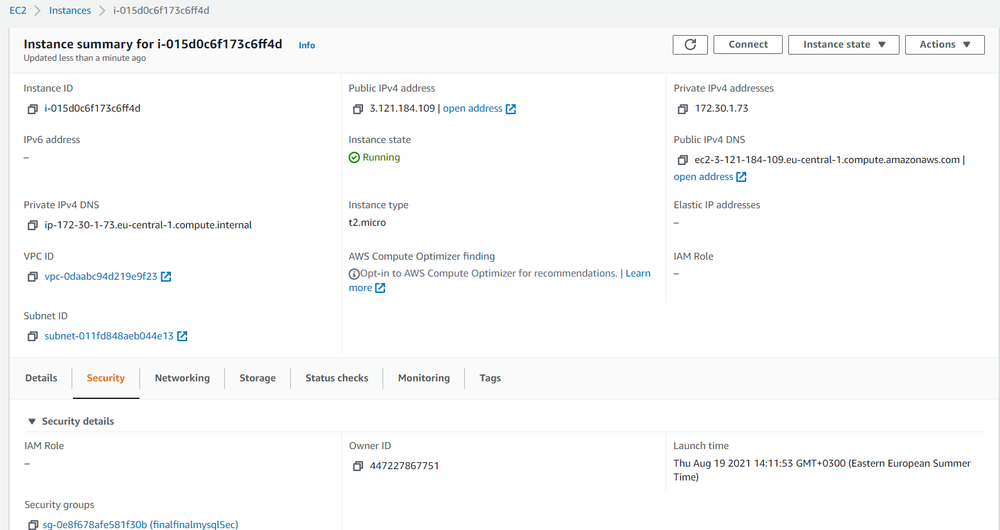 EC2 > Instances > i-015d0c6f173c6ff4d
Instance summary for i-015d0c6f173c6ff4d Info
Connect Instance state Actions
Updated less than a minute ago
Instance ID
i-015d0c6f173c6ff4d
Public IPv4 address
3.121.184.109 | open address
Private IPv4 addresses
172.30.1.73
IPv6 address
–
Instance state
Running
Public IPv4 DNS
ec2-3-121-184-109.eu-central-1.compute.amazonaws.com |
open address
Private IPv4 DNS
ip-172-30-1-73.eu-central-1.compute.internal
Instance type
t2.micro
Elastic IP addresses
–
VPC ID
vpc-0daabc94d219e9f23
AWS Compute Optimizer finding
Opt-in to AWS Compute Optimizer for recommendations. | Learn
more
IAM Role
–
Subnet ID
subnet-011fd848aeb044e13
Details Security Networking Storage Status checks Monitoring Tags
Security details
IAM Role
–
Owner ID
447227867751
Launch time
Thu Aug 19 2021 14:11:53 GMT+0300 (Eastern European Summer
Time)
Security groups
sg-0e8f678afe581f30b (finalfinalmysqlSec)